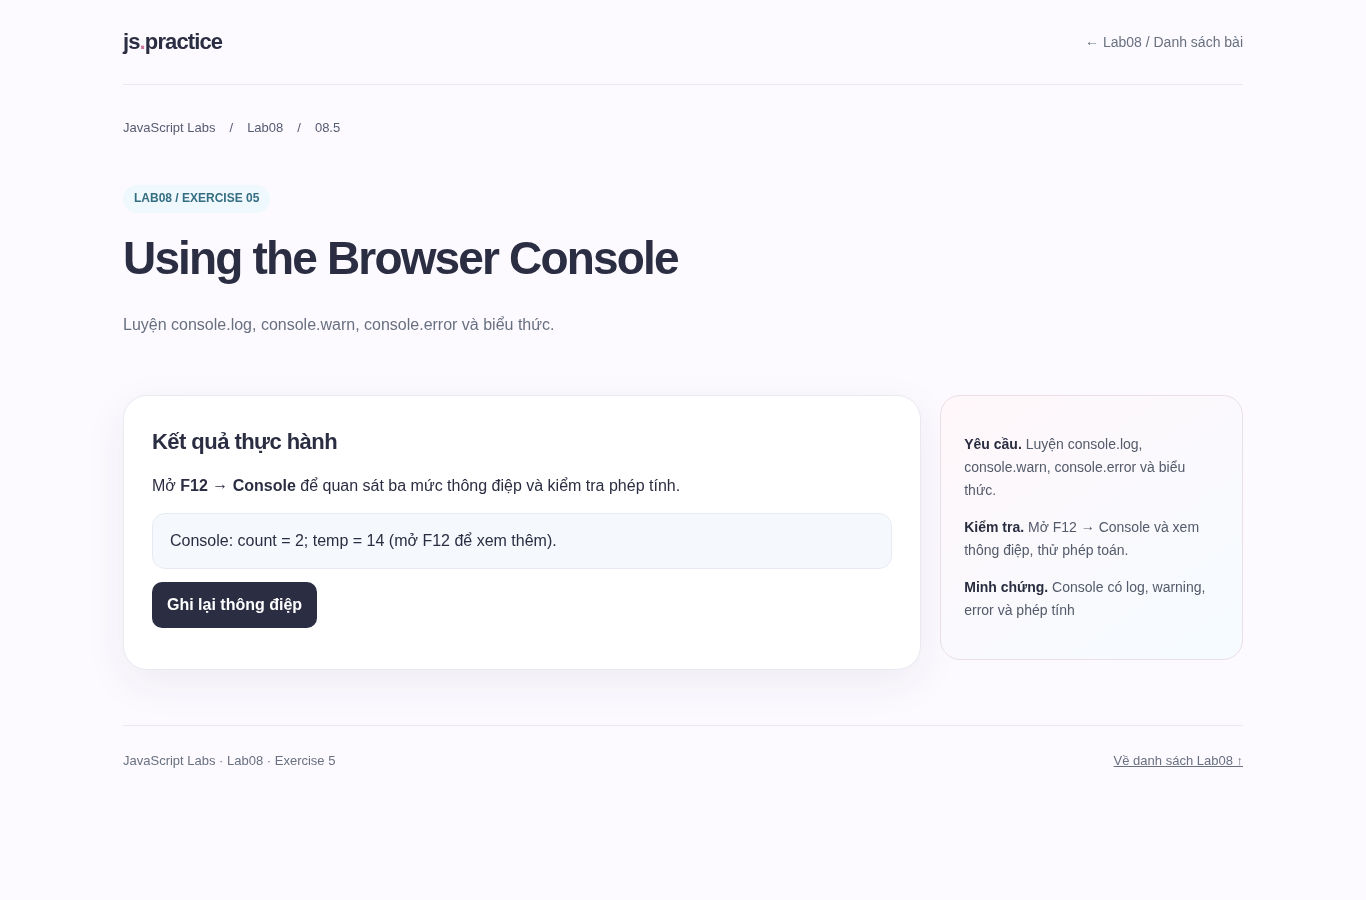 js.practice
← Lab08 / Danh sách bài
JavaScript Labs / Lab08 / 08.5
LAB08 / EXERCISE 05
Using the Browser Console
Luyện console.log, console.warn, console.error và biểu thức.
Kết quả thực hành
Mở F12 → Console để quan sát ba mức thông điệp và kiểm tra phép tính.
Console: count = 2; temp = 14 (mở F12 để xem thêm).
Ghi lại thông điệp
Yêu cầu. Luyện console.log,
console.warn, console.error và biểu
thức.
Kiểm tra. Mở F12 → Console và xem
thông điệp, thử phép toán.
Minh chứng. Console có log, warning,
error và phép tính
JavaScript Labs · Lab08 · Exercise 5
Về danh sách Lab08 ↑